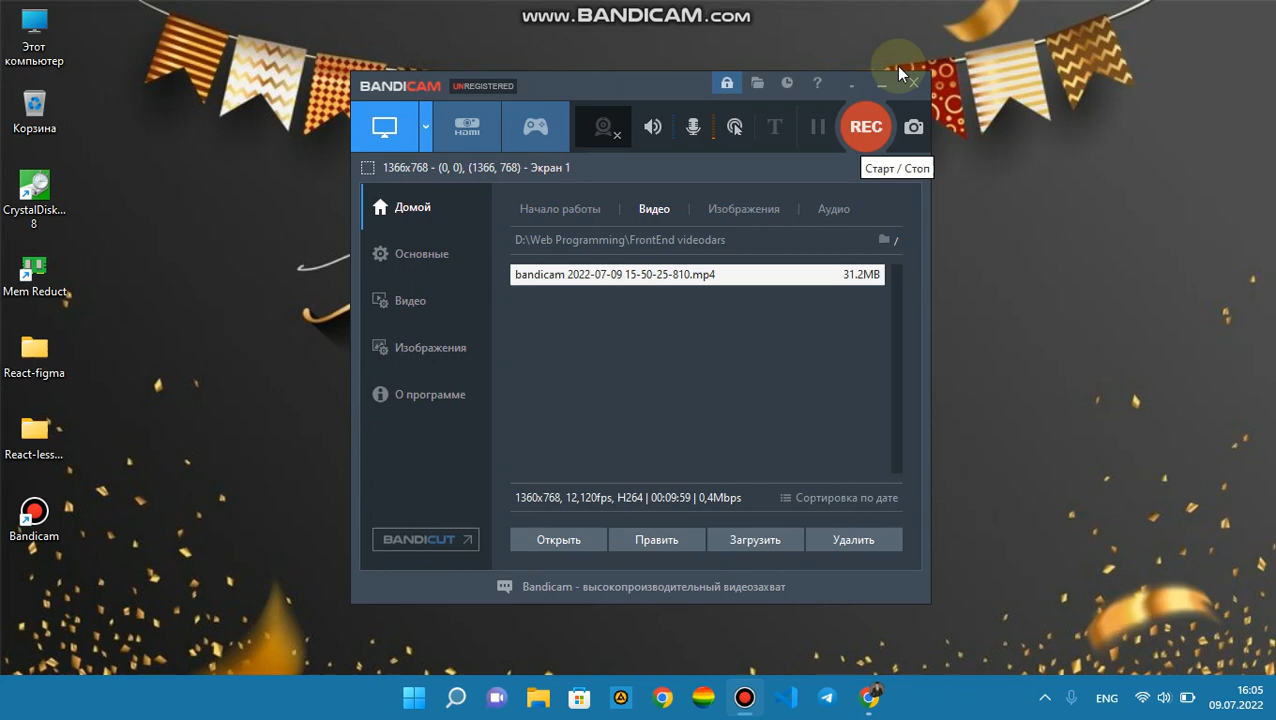 www.BANDICAM.com
Этот
компьютер
Корзина
CrystalDisk...
8
Mem Reduct
React-figma
React-less...
Bandicam
BANDICAM UNREGISTERED
?
HDMI
T
REC
Старт / Стоп
1366x768 - (0, 0), (1366, 768) - Экран 1
Домой
Основные
Видео
Изображения
О программе
BANDICUT
Начало работы | Видео | Изображения | Аудио
D:\Web Programming\FrontEnd videodars
/
bandicam 2022-07-09 15-50-25-810.mp4 31.2MB
1360x768, 12,120fps, H264 | 00:09:59 | 0,4Mbps
Сортировка по дате
Открыть
Править
Загрузить
Удалить
Bandicam - высокопроизводительный видеозахват
ENG
16:05
09.07.2022